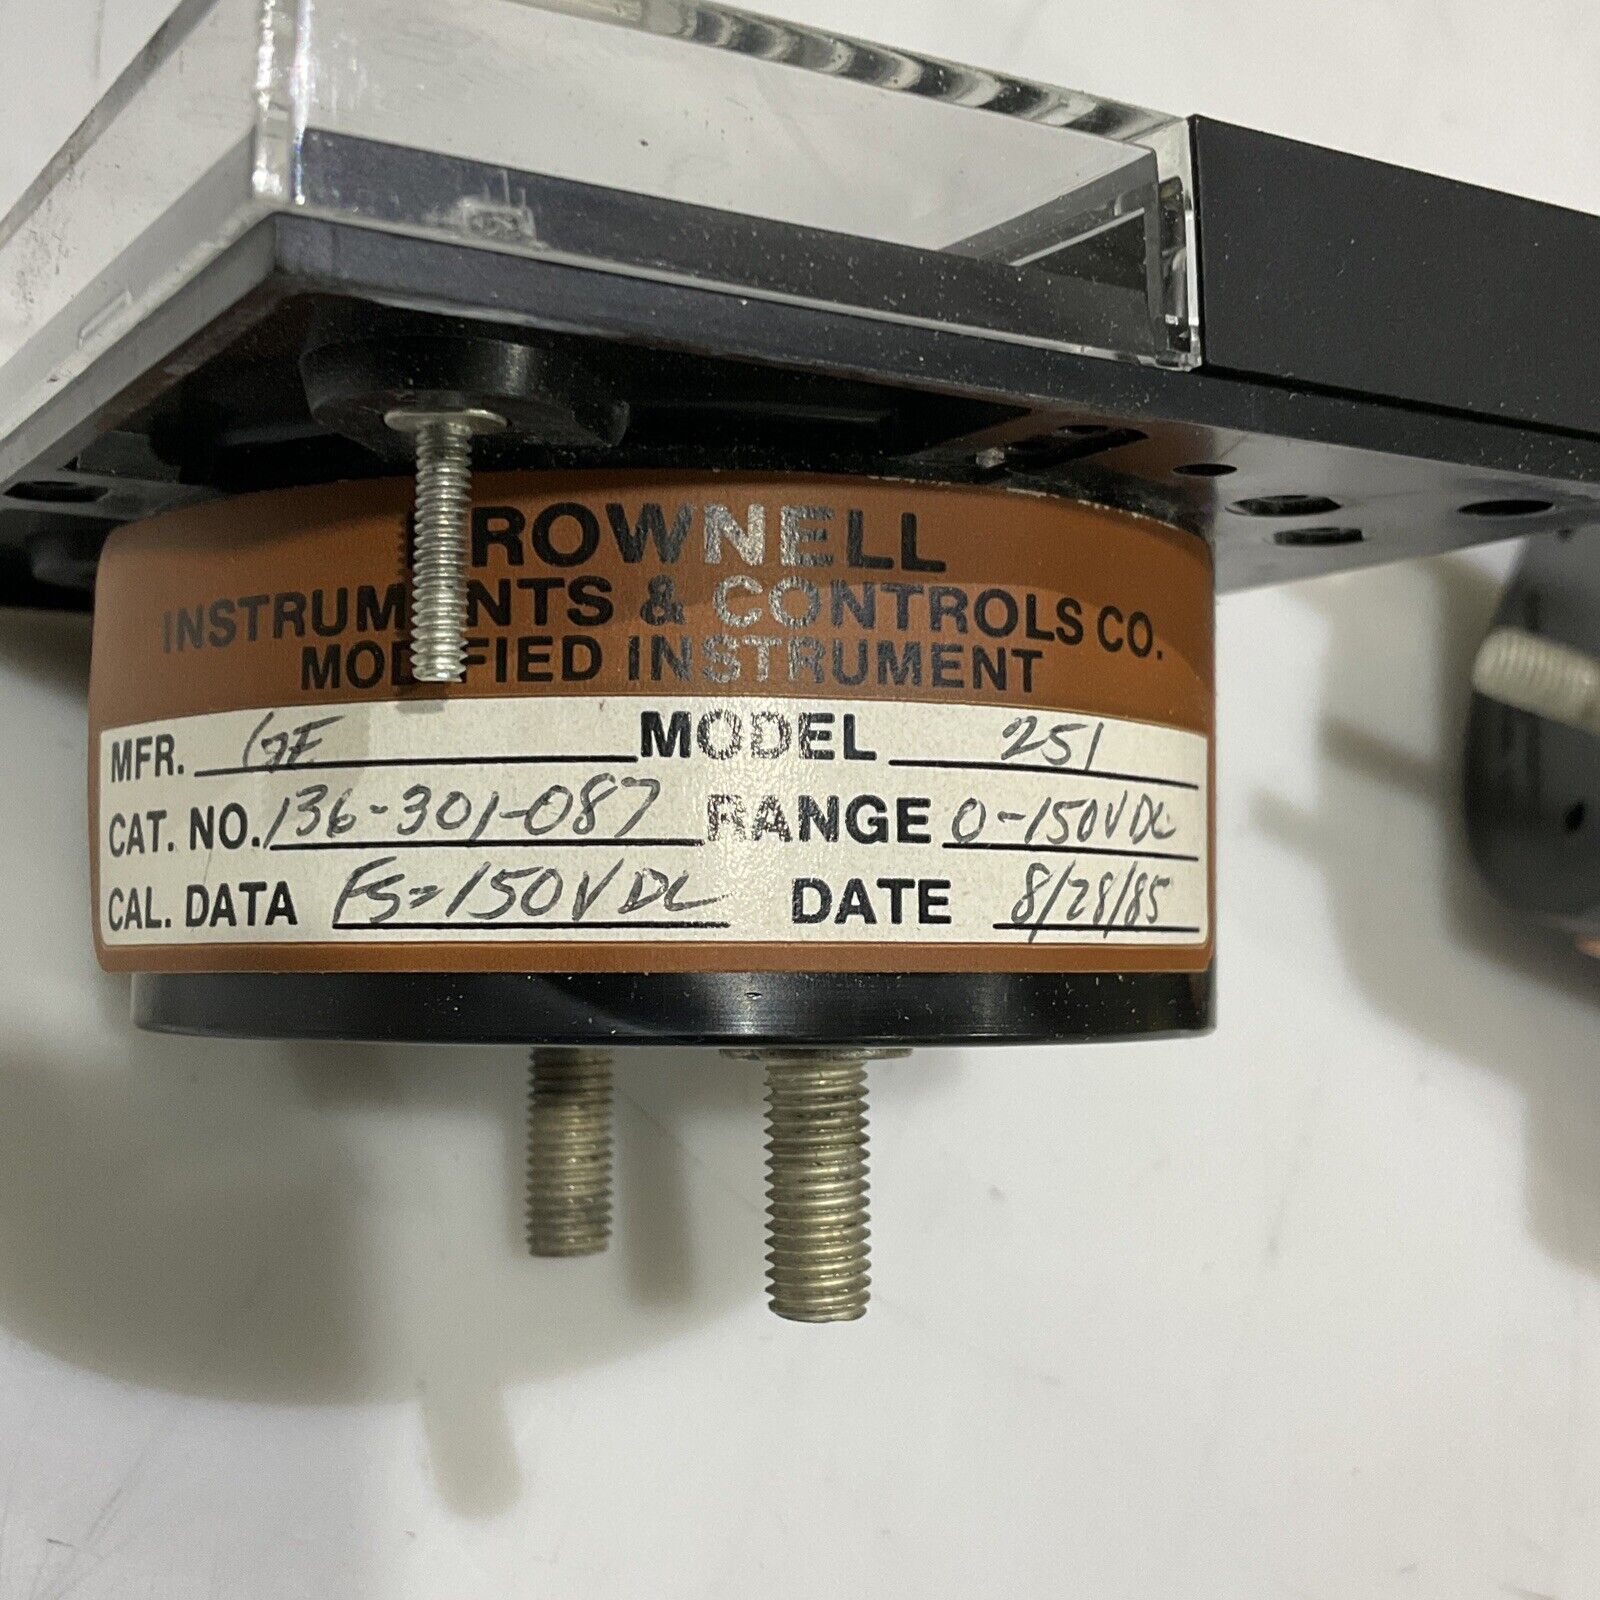 ROWNELL
INSTRUMENTS & CONTROLS CO.
MODIFIED INSTRUMENT
MFR. GE MODEL 251
CAT. NO. 136-301-087 RANGE 0-150VDC
CAL. DATA FS=150VDC DATE 8/28/85